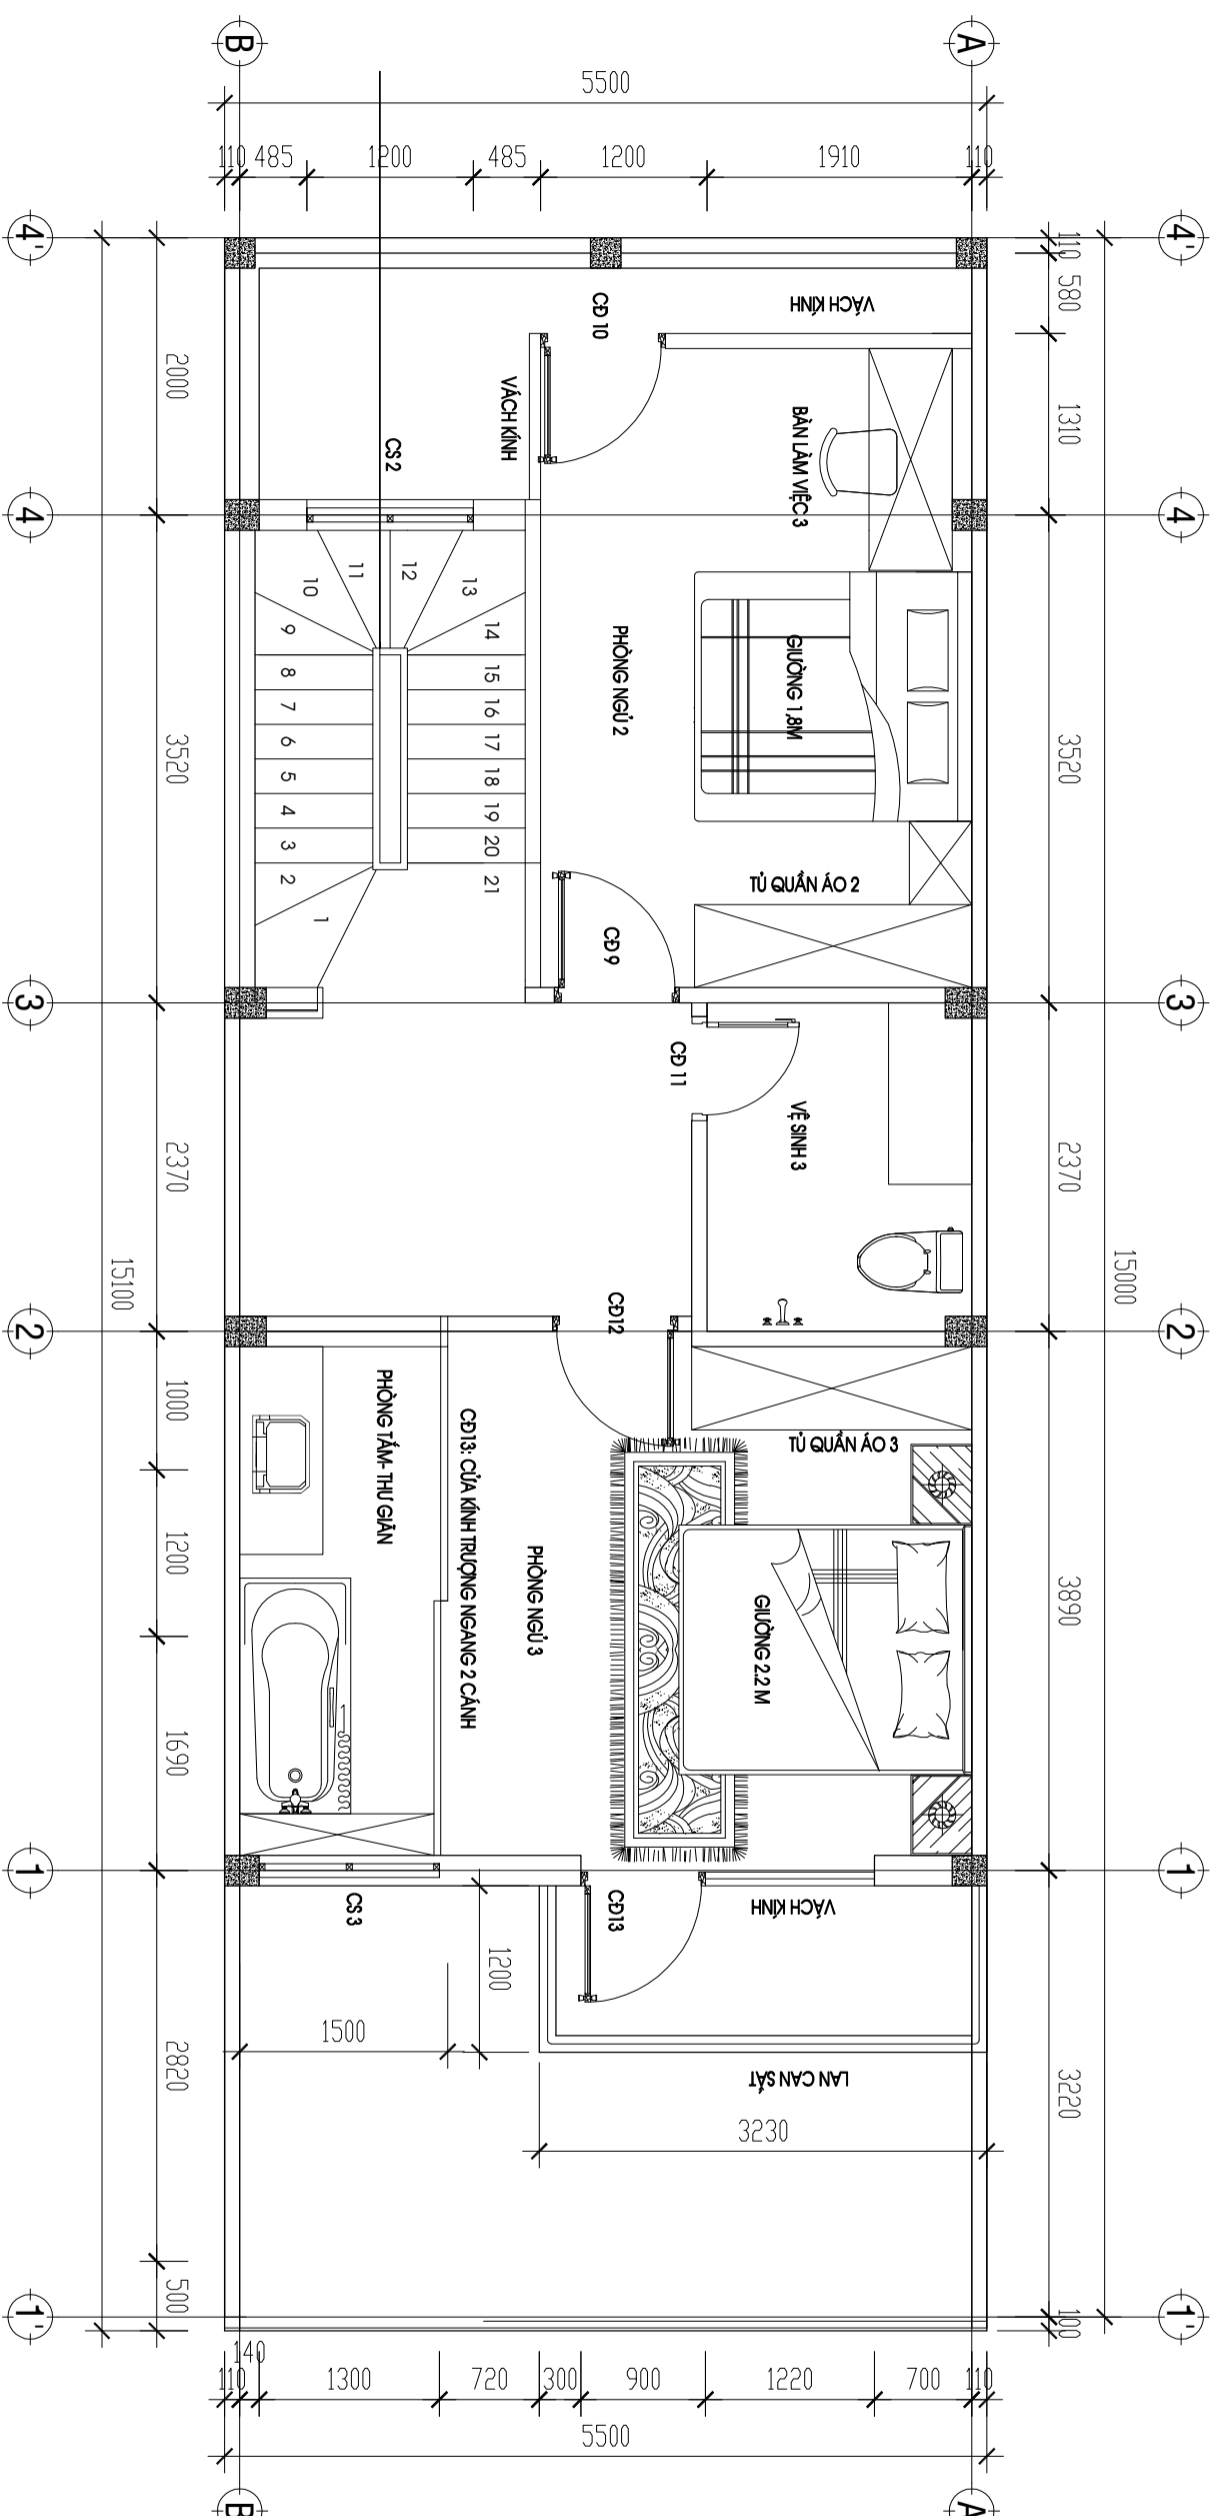 B
A
5500
110
485
1200
485
1200
1910
110
4'
4'
110
580
CĐ 10
VÁCH KÍNH
2000
VÁCH KÍNH
1310
BÀN LÀM VIỆC 3
CS 2
4
4
1
2
3
4
5
6
7
8
9
10
11
12
13
14
15
16
17
18
19
20
21
PHÒNG NGỦ 2
GIƯỜNG 1,8M
3520
3520
TỦ QUẦN ÁO 2
CĐ 9
3
3
CĐ 11
VỆ SINH 3
2370
2370
15100
15000
CĐ12
2
2
1000
PHÒNG TẮM- THƯ GIÃN
CĐ13: CỬA KÍNH TRƯỢNG NGANG 2 CÁNH
TỦ QUẦN ÁO 3
1200
PHÒNG NGỦ 3
GIƯỜNG 2.2 M
3890
1690
1
1
CS 3
CĐ13
VÁCH KÍNH
1200
1500
2820
LAN CAN SẮT
3220
3230
500
1'
1'
100
140
110
1300
720
300
900
1220
700
110
5500
B
A